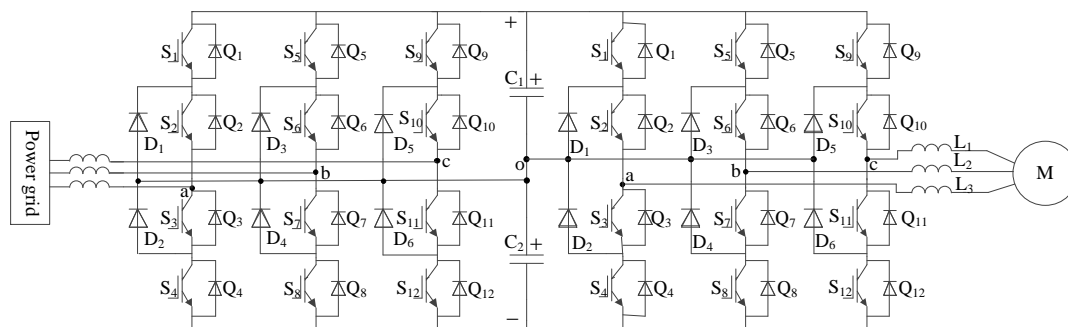 +
S1 Q1 S5 Q5 S9 Q9 S1 Q1 S5 Q5 S9 Q9
C1 +
S2 Q2 S6 Q6 S10 Q10 S2 Q2 S6 Q6 S10 Q10
D1 D3 D5 D1 D3 D5
L1
Power grid
a b c o a b c
L2
M
L3
S3 Q3 S7 Q7 S11 Q11 S3 Q3 S7 Q7 S11 Q11
D2 D4 D6 D2 D4 D6
C2 +
S4 Q4 S8 Q8 S12 Q12 S4 Q4 S8 Q8 S12 Q12
−